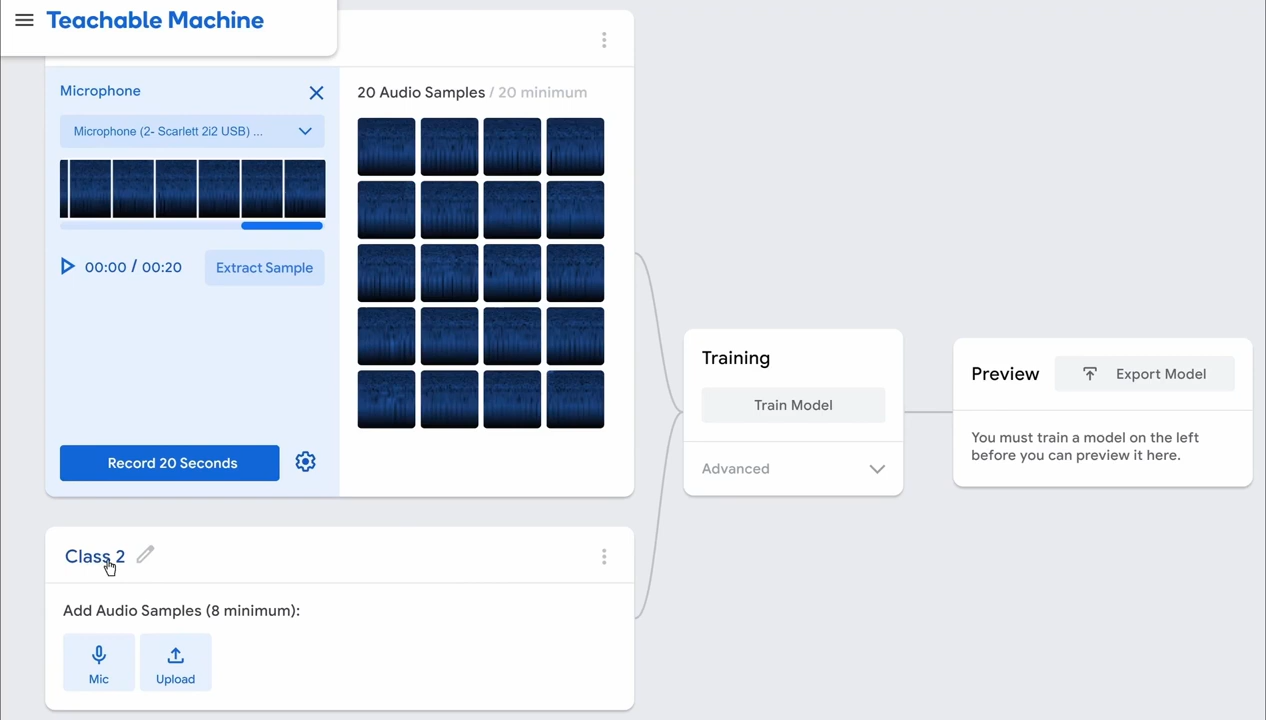 Teachable Machine
Microphone
Microphone (2- Scarlett 2i2 USB) ...
00:00 / 00:20
Extract Sample
Record 20 Seconds
20 Audio Samples / 20 minimum
Class 2
Add Audio Samples (8 minimum):
Mic
Upload
Training
Train Model
Advanced
Preview
Export Model
You must train a model on the left
before you can preview it here.